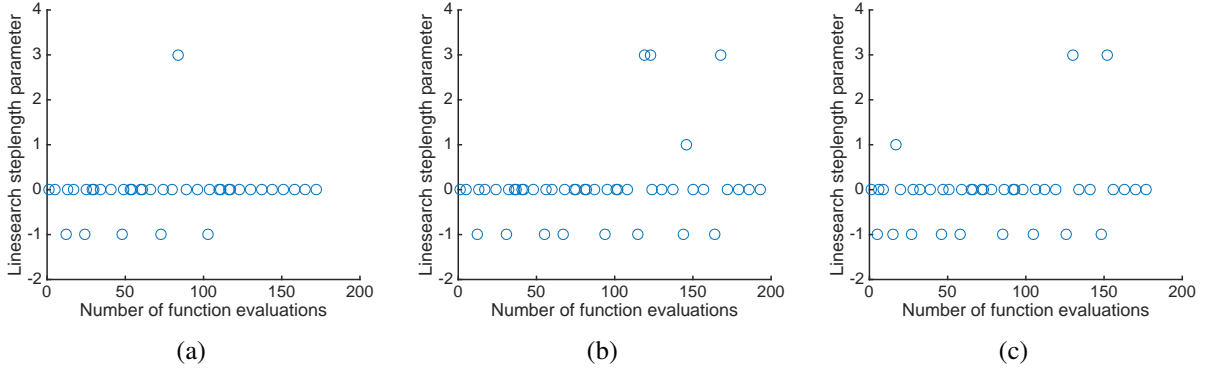 4
3
2
1
0
-1
-2
Linesearch steplength parameter
0 50 100 150 200
Number of function evaluations
(a)
4
3
2
1
0
-1
-2
Linesearch steplength parameter
0 50 100 150 200
Number of function evaluations
(b)
4
3
2
1
0
-1
-2
Linesearch steplength parameter
0 50 100 150 200
Number of function evaluations
(c)